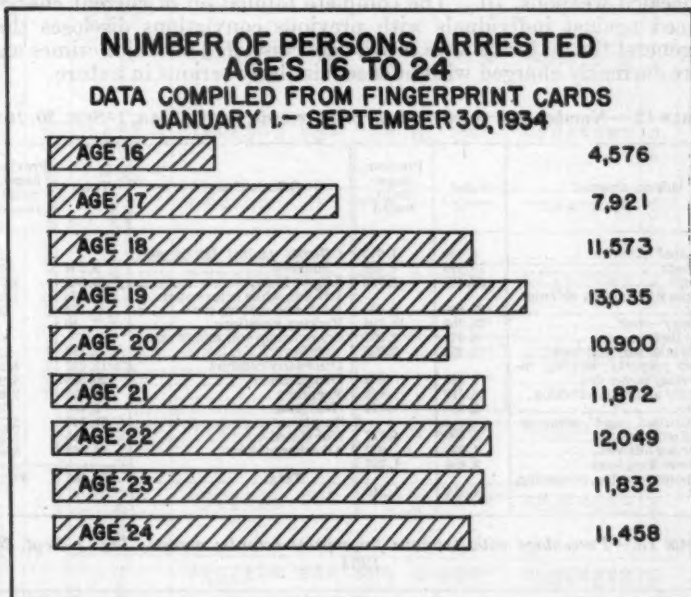 NUMBER OF PERSONS ARRESTED
AGES 16 TO 24
DATA COMPILED FROM FINGERPRINT CARDS
JANUARY 1.- SEPTEMBER 30, 1934
AGE 16 4,576
AGE 17 7,921
AGE 18 11,573
AGE 19 13,035
AGE 20 10,900
AGE 21 11,872
AGE 22 12,049
AGE 23 11,832
AGE 24 11,458